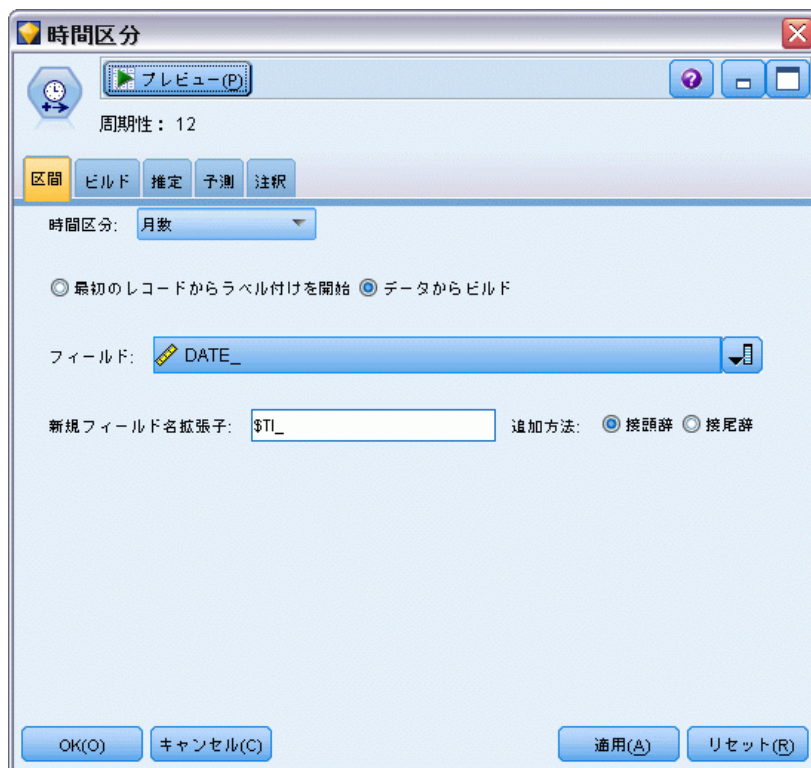 時間区分
プレビュー(P)
周期性： 12
区間 ビルド 推定 予測 注釈
時間区分: 月数
最初のレコードからラベル付けを開始 データからビルド
フィールド: DATE_
新規フィールド名拡張子: $TI_ 追加方法: 接頭辞 接尾辞
OK(O) キャンセル(C) 適用(A) リセット(R)